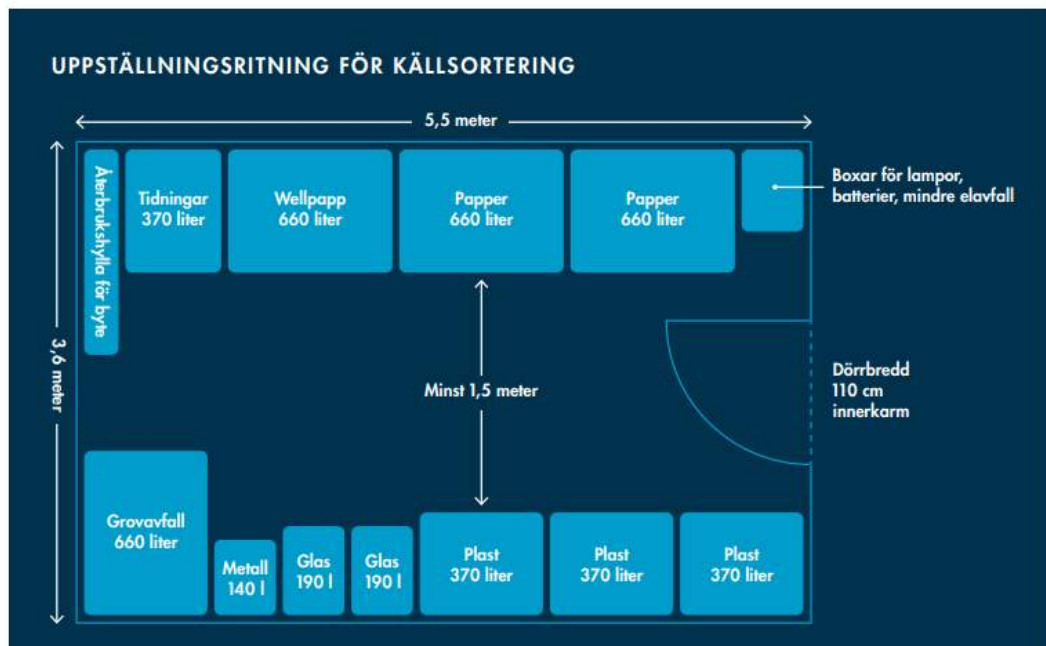 UPPSTÄLLNINGSRITNING FÖR KÄLLSORTERING
5,5 meter
Återbrukshylla för byte
Tidningar
370 liter
Wellpapp
660 liter
Papper
660 liter
Papper
660 liter
Boxar för lampor,
batterier, mindre elavfall
3,6 meter
Minst 1,5 meter
Dörrbredd
110 cm
innerkarm
Grovavfall
660 liter
Metall
140 l
Glas
190 l
Glas
190 l
Plast
370 liter
Plast
370 liter
Plast
370 liter